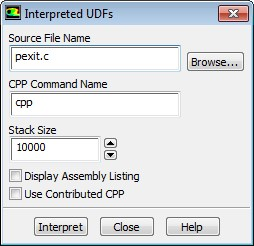 Interpreted UDFs
Source File Name
pexit.c
Browse...
CPP Command Name
cpp
Stack Size
10000
Display Assembly Listing
Use Contributed CPP
Interpret Close Help